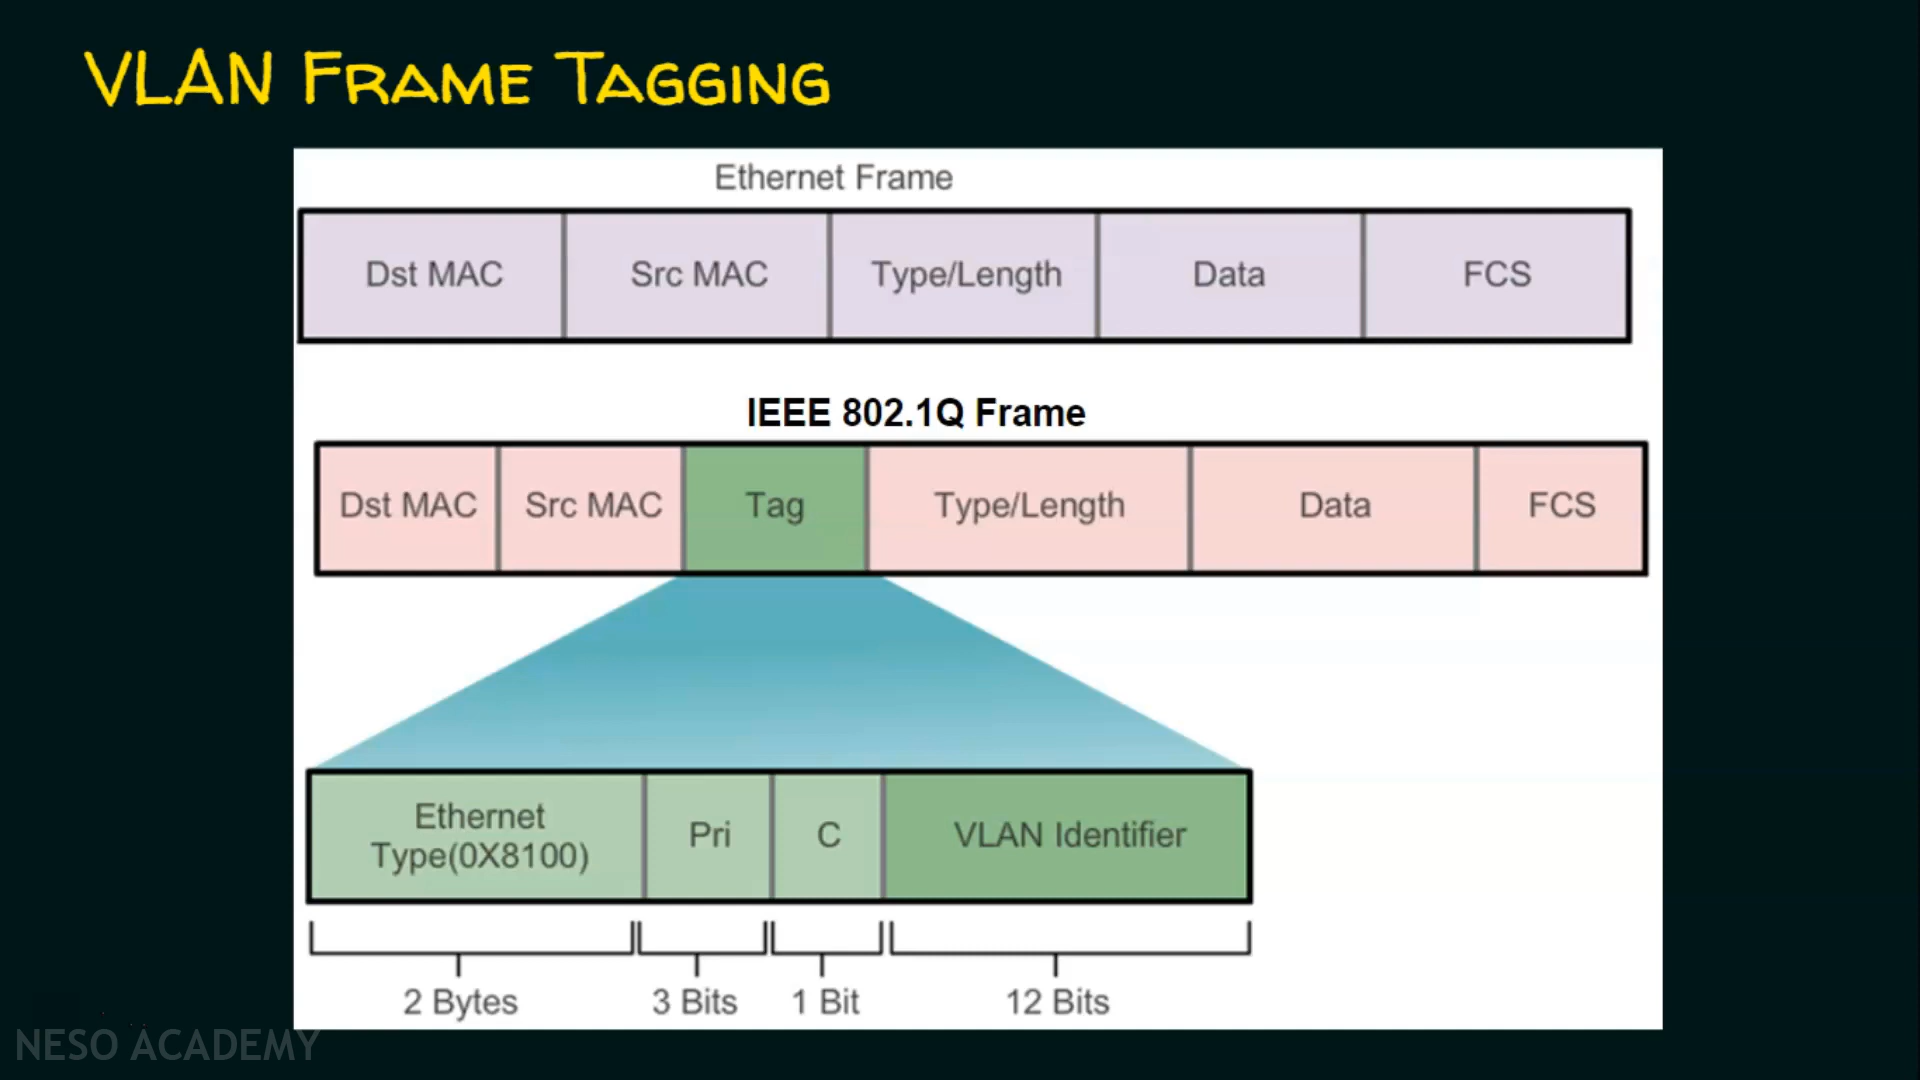 VLAN FRAME TAGGING
Ethernet Frame
Dst MAC Src MAC Type/Length Data FCS
IEEE 802.1Q Frame
Dst MAC Src MAC Tag Type/Length Data FCS
Ethernet
Type(0X8100) Pri C VLAN Identifier
2 Bytes 3 Bits 1 Bit 12 Bits
NESO ACADEMY